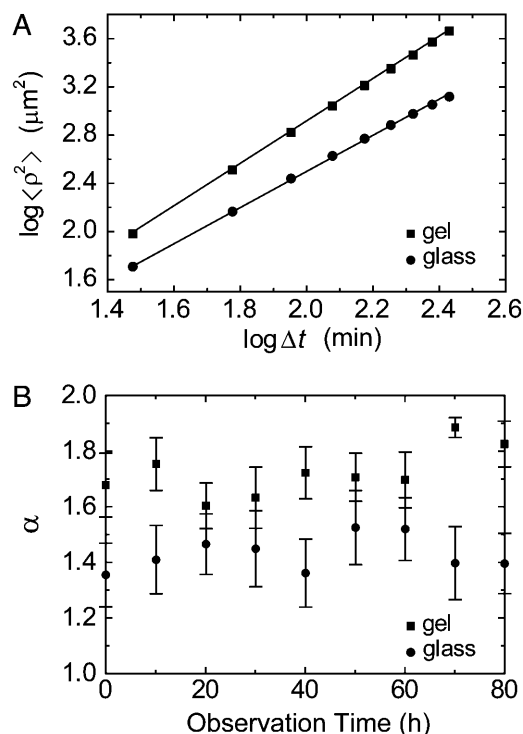 A
log<ρ²> (μm²)
3.6
3.2
2.8
2.4
2.0
1.6
gel
glass
1.4 1.6 1.8 2.0 2.2 2.4 2.6
logΔt (min)
B
α
2.0
1.8
1.6
1.4
1.2
1.0
gel
glass
0 20 40 60 80
Observation Time (h)